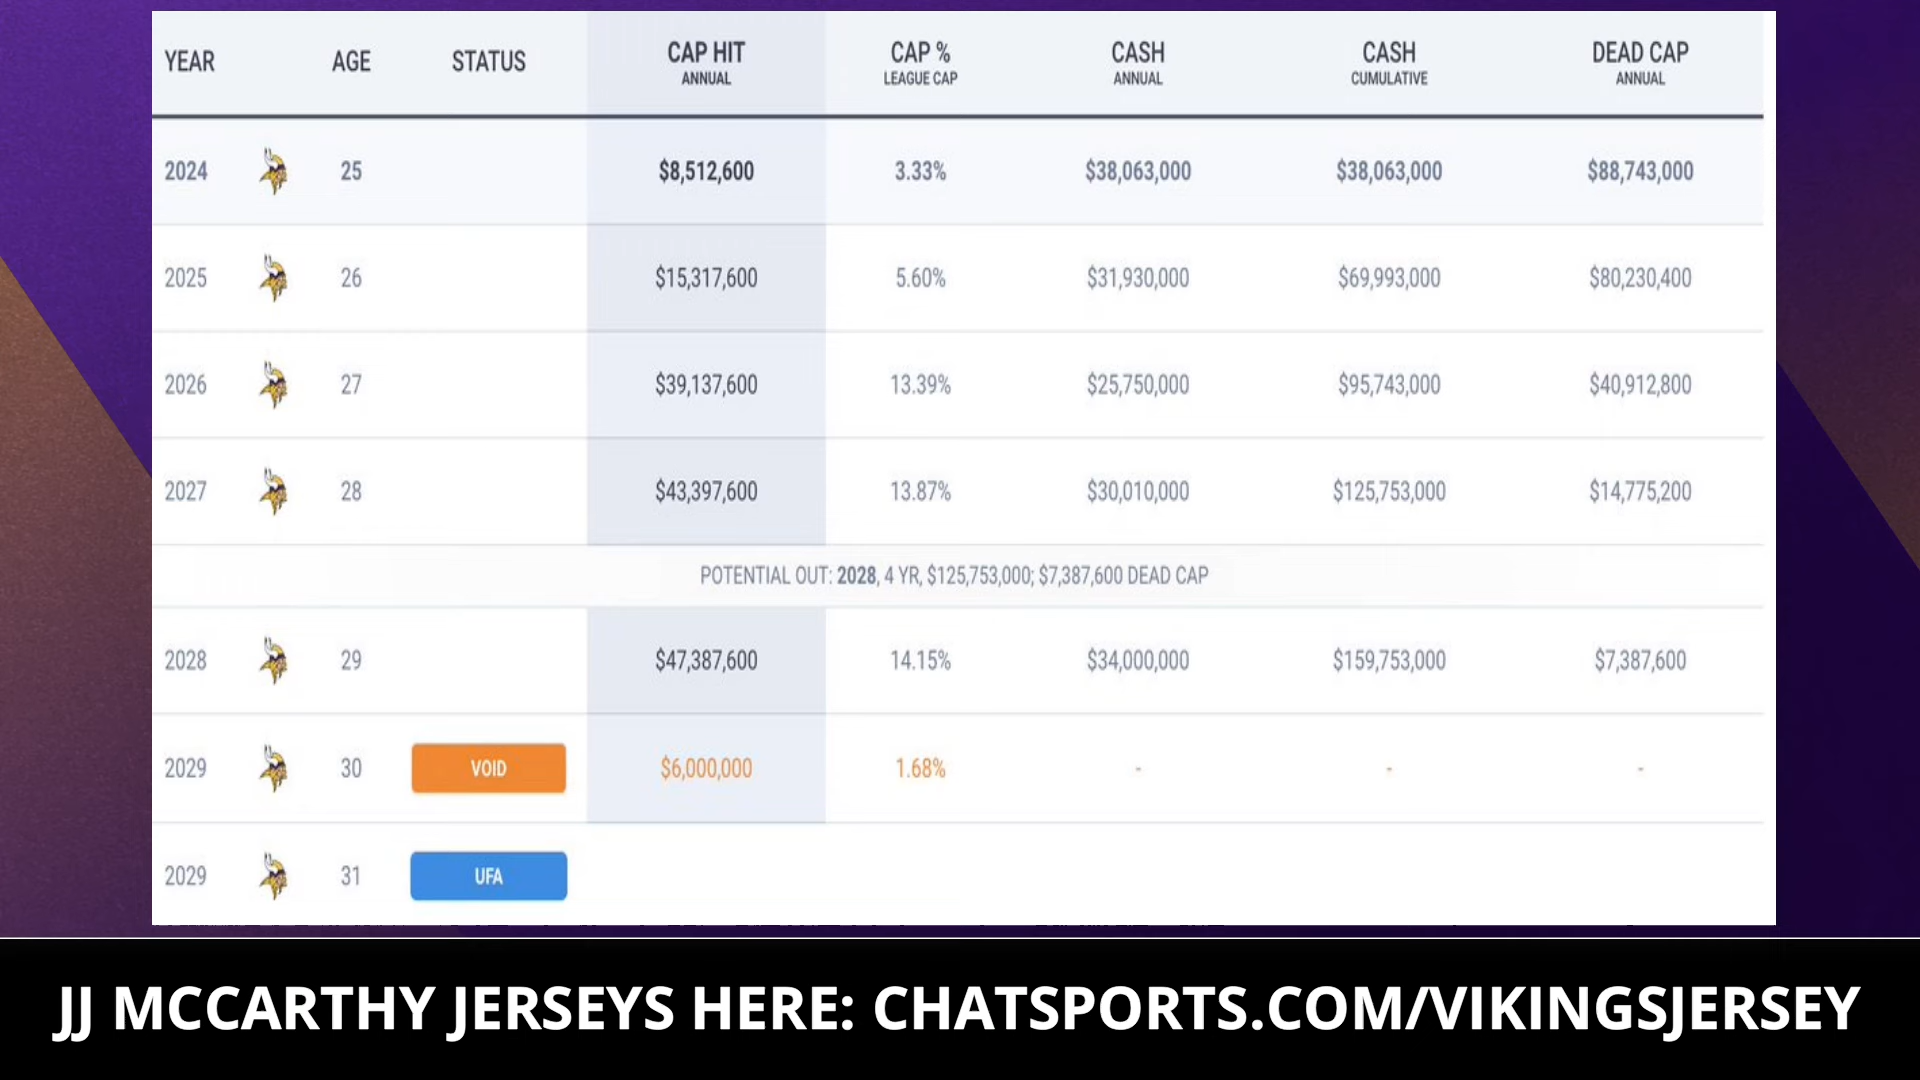 YEAR AGE STATUS CAP HIT CAP % CASH CASH DEAD CAP
ANNUAL LEAGUE CAP ANNUAL CUMULATIVE ANNUAL
2024 25 $8,512,600 3.33% $38,063,000 $38,063,000 $88,743,000
2025 26 $15,317,600 5.60% $31,930,000 $69,993,000 $80,230,400
2026 27 $39,137,600 13.39% $25,750,000 $95,743,000 $40,912,800
2027 28 $43,397,600 13.87% $30,010,000 $125,753,000 $14,775,200
POTENTIAL OUT: 2028, 4 YR, $125,753,000; $7,387,600 DEAD CAP
2028 29 $47,387,600 14.15% $34,000,000 $159,753,000 $7,387,600
2029 30 VOID $6,000,000 1.68% - - -
2029 31 UFA
JJ MCCARTHY JERSEYS HERE: CHATSPORTS.COM/VIKINGSJERSEY